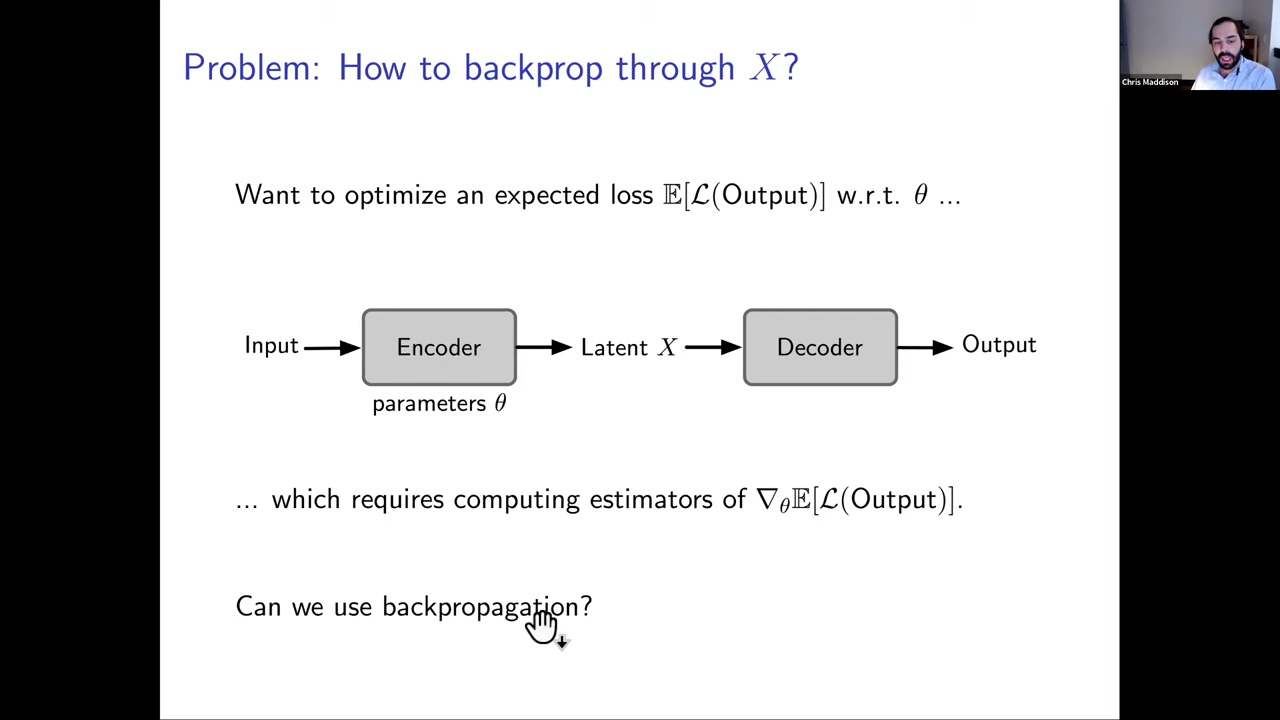 Problem: How to backprop through X?
Chris Maddison
Want to optimize an expected loss 𝔼[ℒ(Output)] w.r.t. θ ...
Input
Encoder
Latent X
Decoder
Output
parameters θ
... which requires computing estimators of ∇θ𝔼[ℒ(Output)].
Can we use backpropagation?